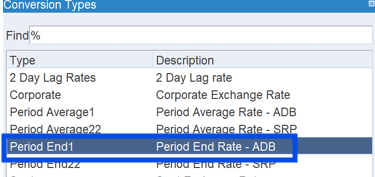 Conversion Types
Find %
Type Description
2 Day Lag Rates 2 Day Lag rate
Corporate Corporate Exchange Rate
Period Average1 Period Average Rate - ADB
Period Average22 Period Average Rate - SRP
Period End1 Period End Rate - ADB
Period End22 Period End Rate - SRP